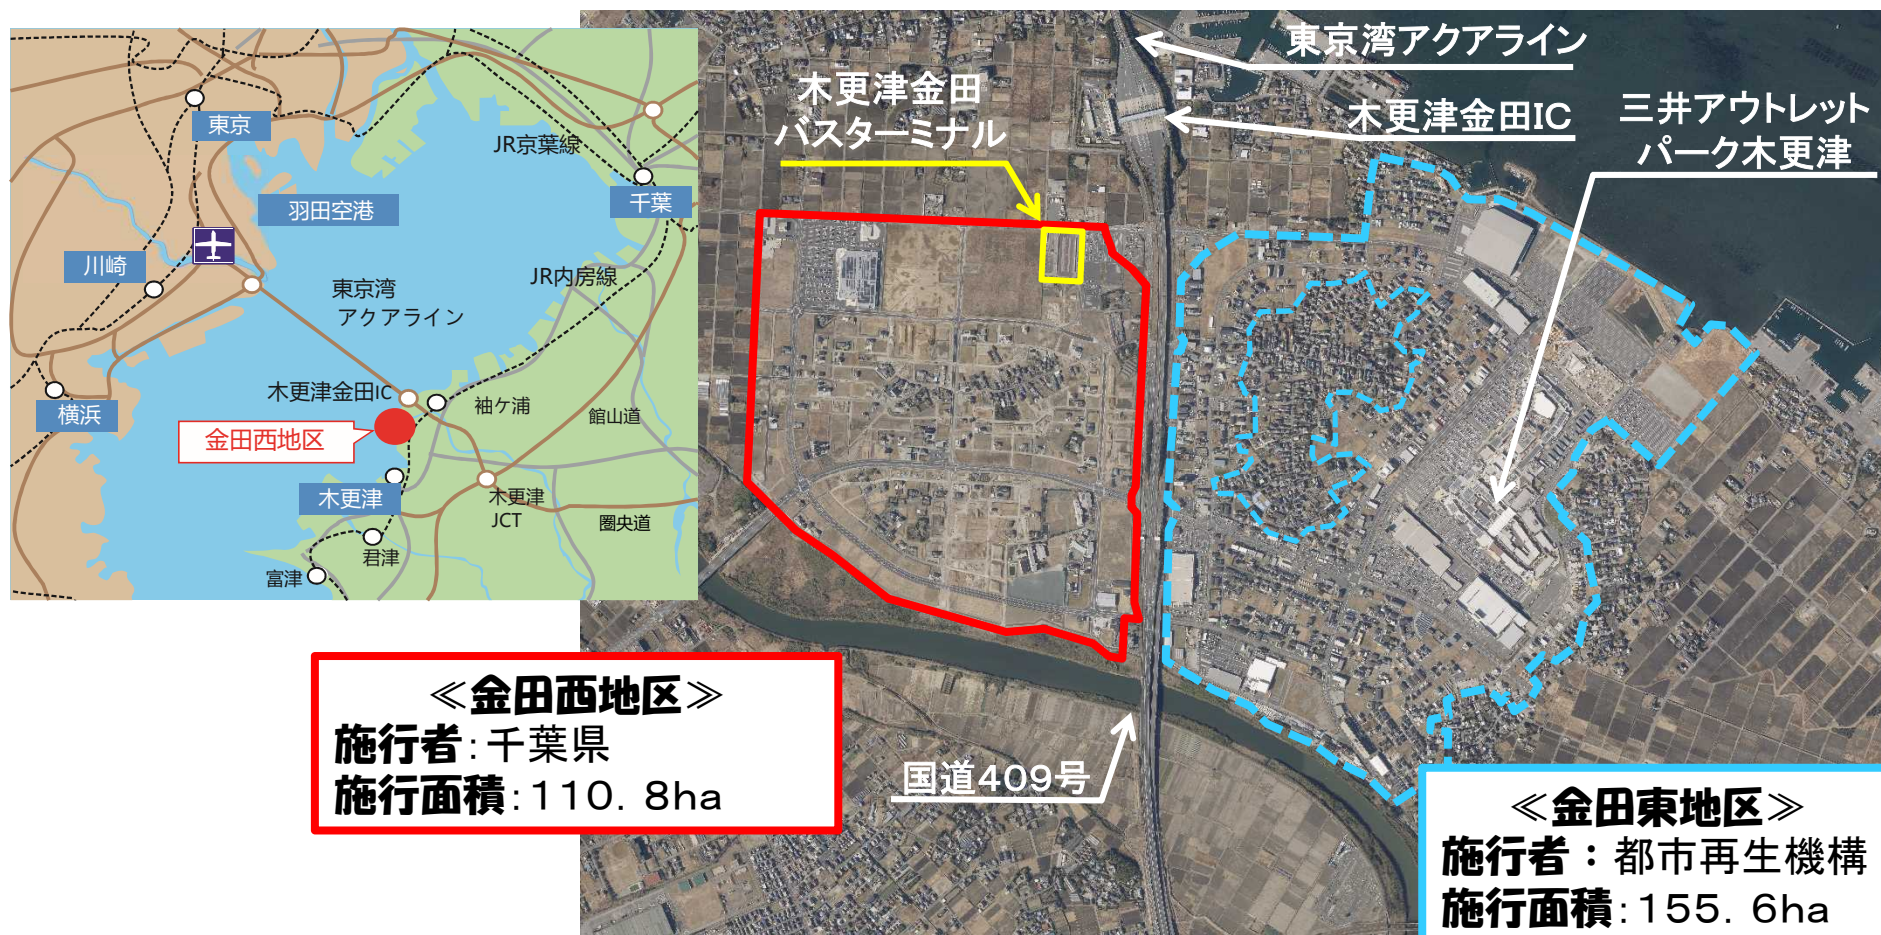 東京
JR京葉線
羽田空港
千葉
川崎
JR内房線
東京湾
アクアライン
木更津金田IC
袖ケ浦
館山道
横浜
金田西地区
木更津
木更津
JCT
圏央道
君津
富津
東京湾アクアライン
木更津金田
バスターミナル
木更津金田IC
三井アウトレット
パーク木更津
国道409号
≪金田西地区≫
施行者:千葉県
施行面積:110.8ha
≪金田東地区≫
施行者:都市再生機構
施行面積:155.6ha